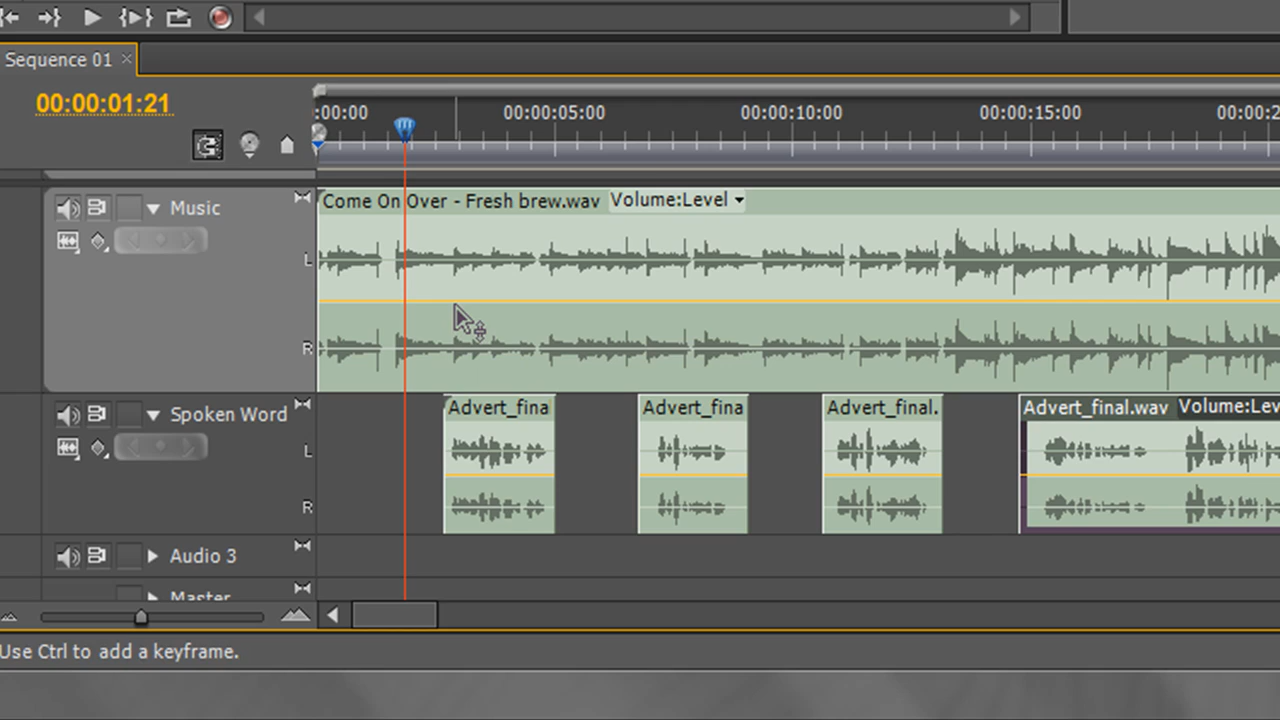 Sequence 01
00:00:01:21
:00:00 00:00:05:00 00:00:10:00 00:00:15:00 00:00:2
Music
Come On Over - Fresh brew.wav Volume:Level
L
R
Spoken Word
Advert_fina Advert_fina Advert_final. Advert_final.wav Volume:Lev
L
R
Audio 3
Master
Use Ctrl to add a keyframe.